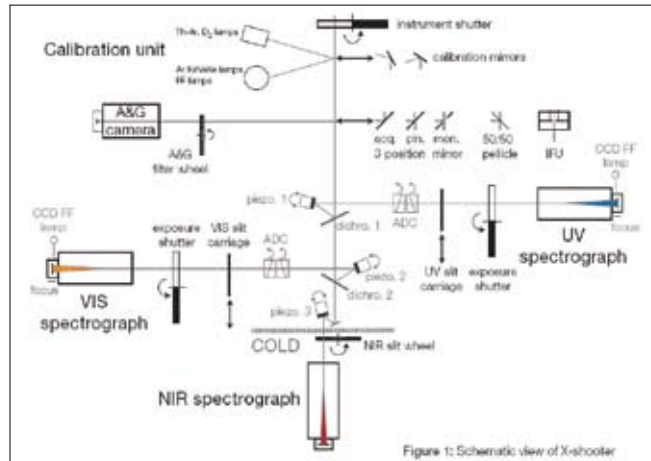 Th-Ar, D₂ lamps
instrument shutter
Calibration unit
calibration mirrors
Ar lamps
FF lamps
A&G
camera
A&G
filter wheel
acq. pin. mon.
3 position mirror
50/50
pellicle
IFU
CCD FF
lamp
piezo. 1
dichro. 1
ADC
focus
UV
spectrograph
UV slit
carriage
exposure
shutter
CCD FF
lamp
exposure
shutter
VIS slit
carriage
ADC
focus
VIS
spectrograph
piezo. 2
dichro. 2
piezo. 3
COLD
NIR slit wheel
NIR spectrograph
Figure 1: Schematic view of X-shooter